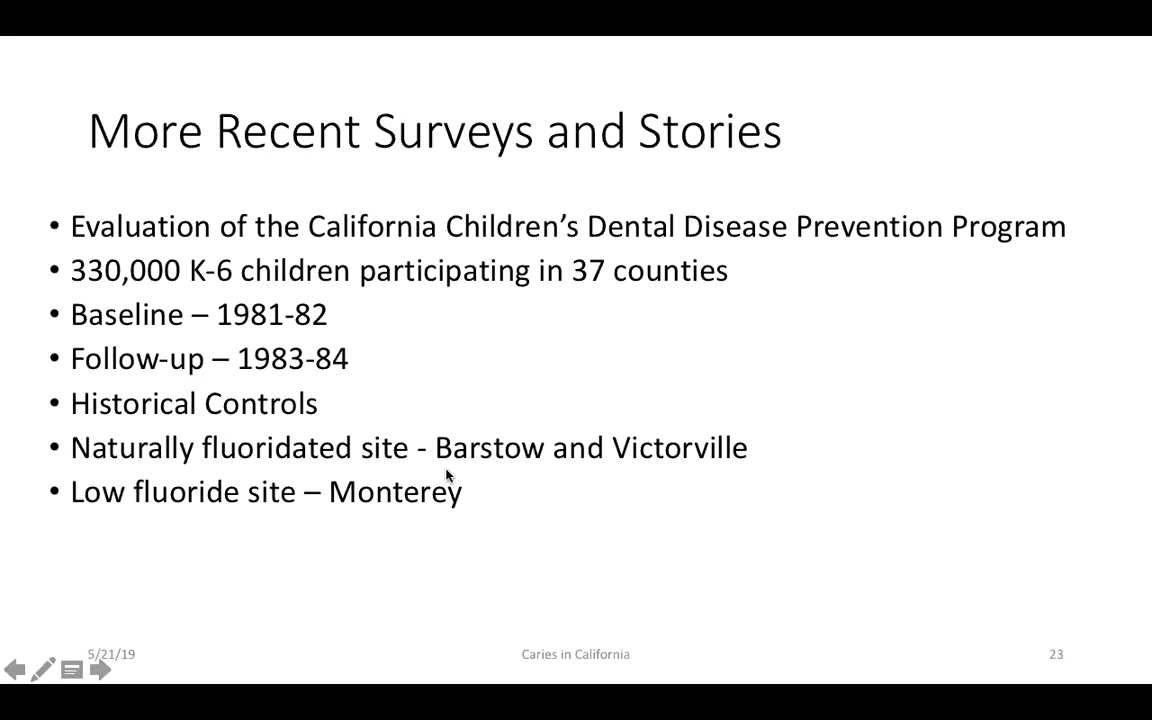 More Recent Surveys and Stories
• Evaluation of the California Children’s Dental Disease Prevention Program
• 330,000 K-6 children participating in 37 counties
• Baseline – 1981-82
• Follow-up – 1983-84
• Historical Controls
• Naturally fluoridated site - Barstow and Victorville
• Low fluoride site – Monterey
5/21/19
Caries in California
23